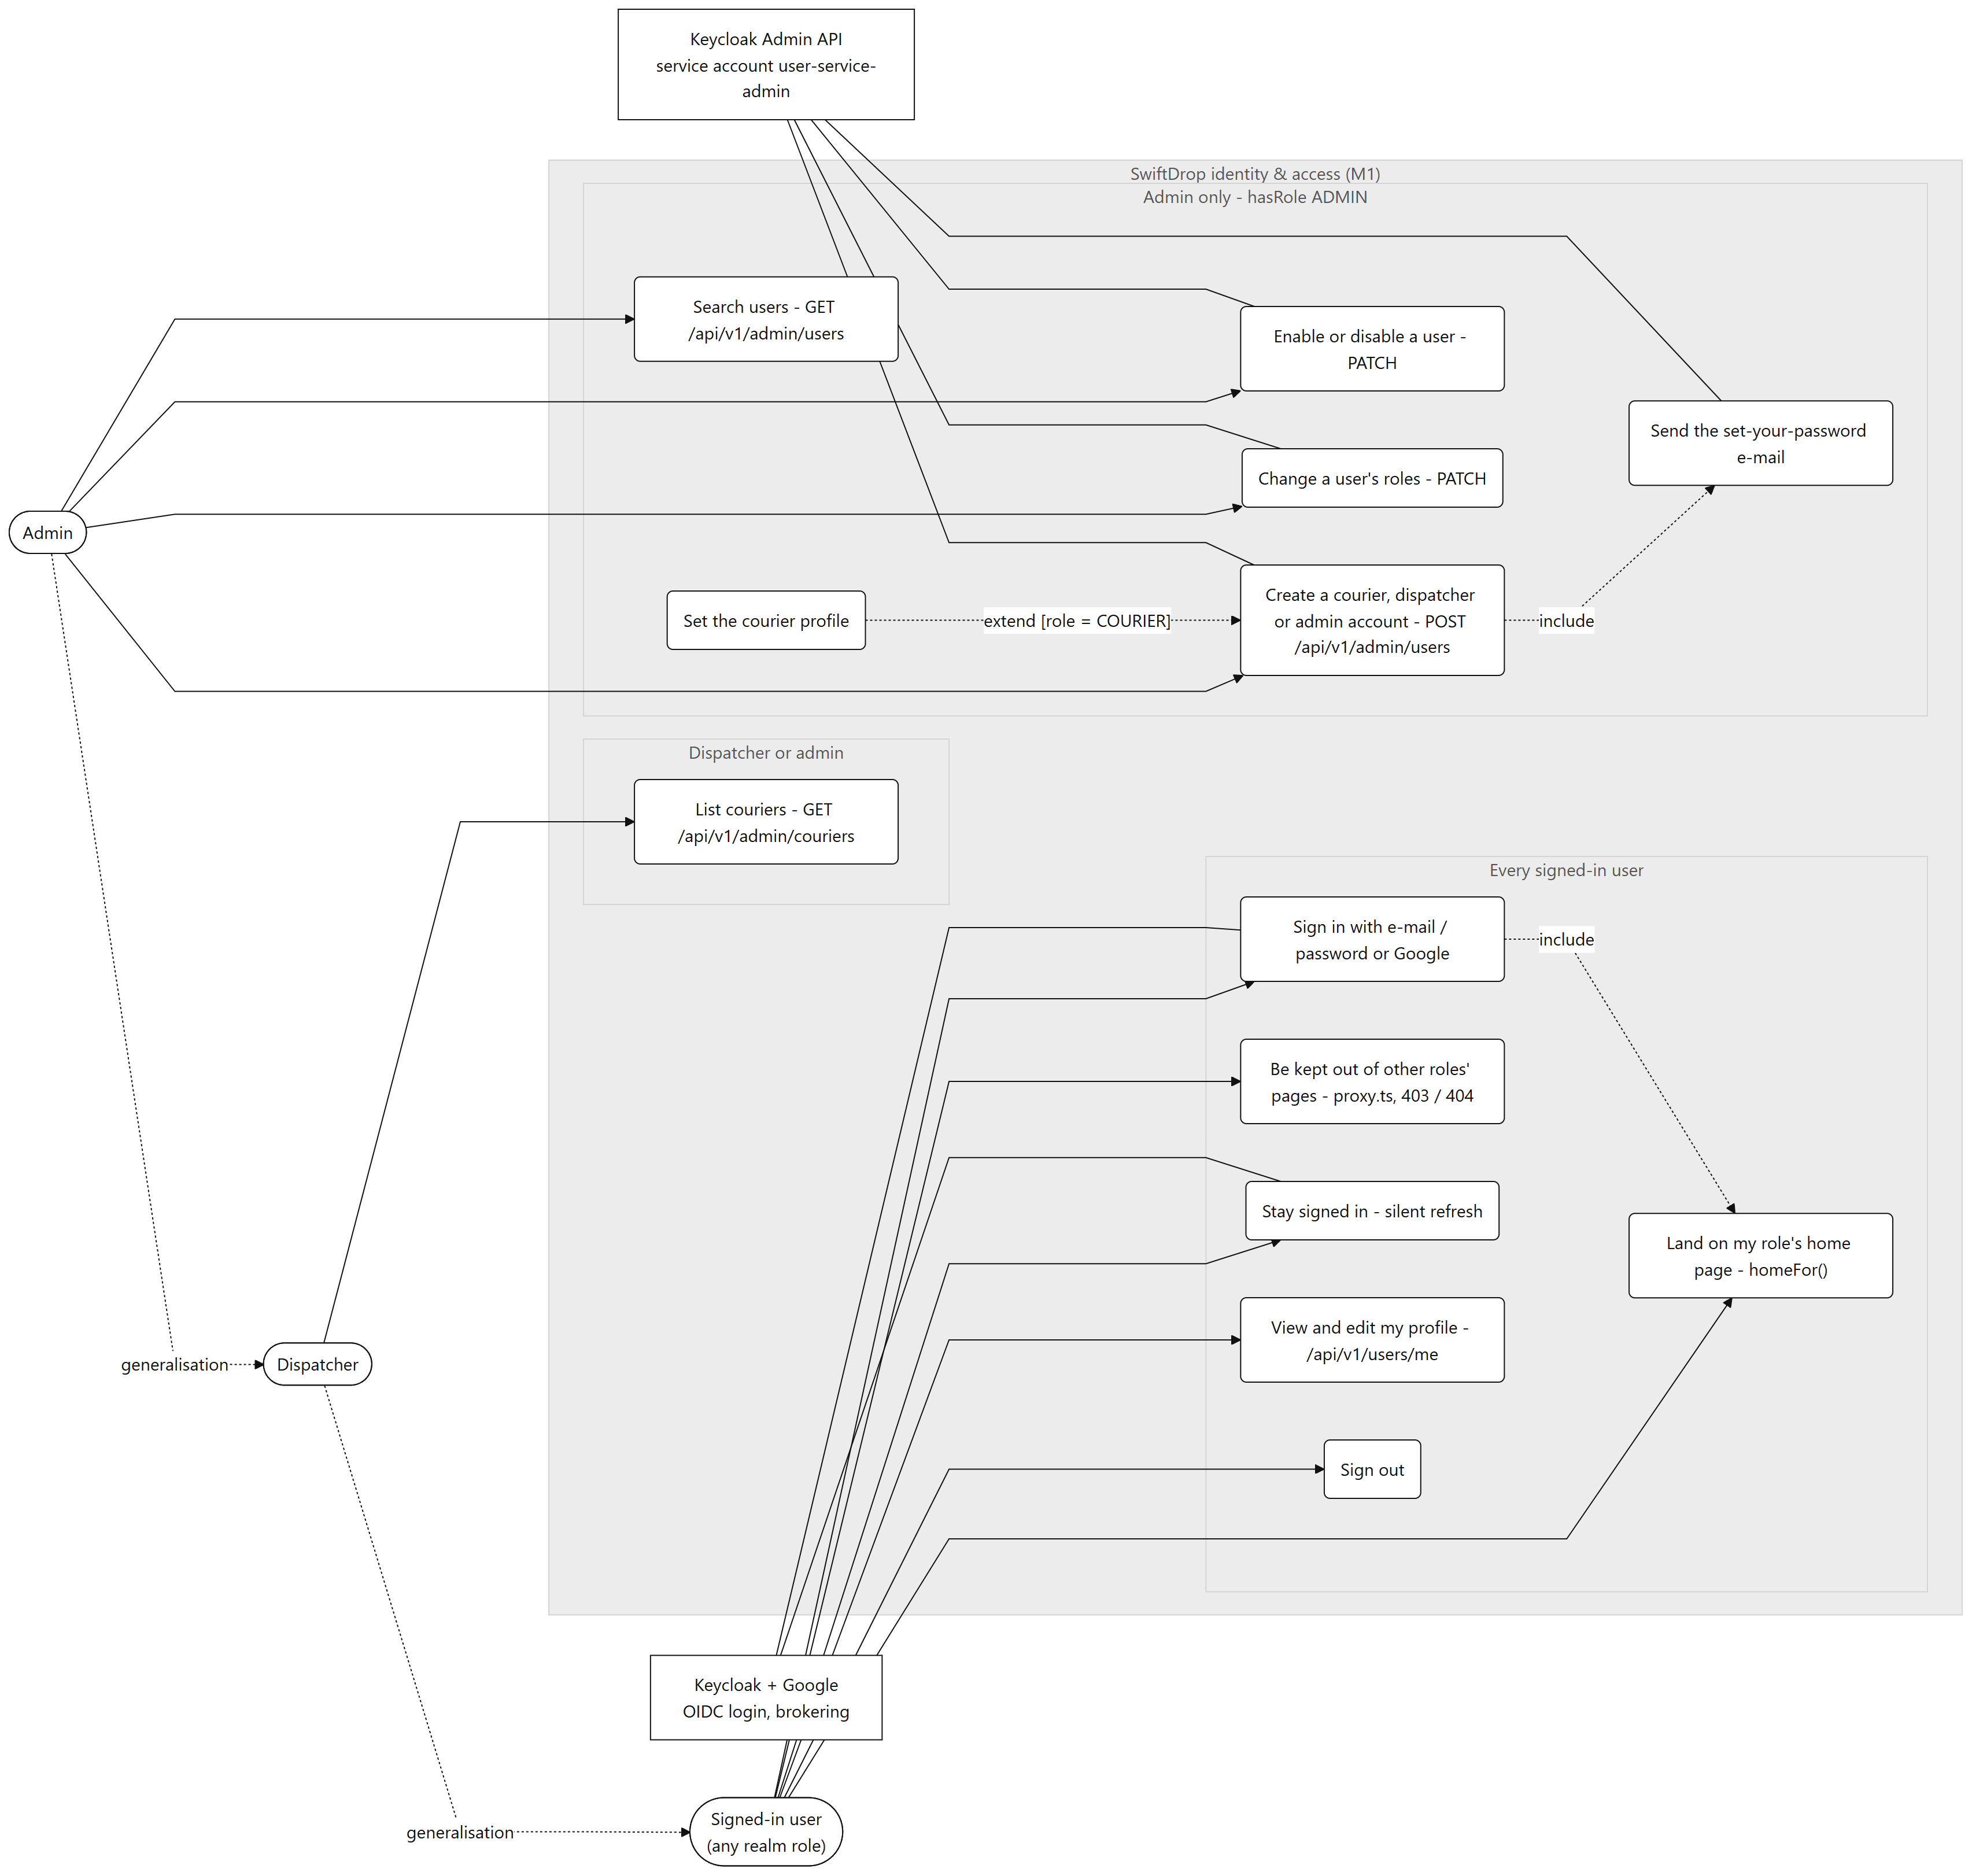 Keycloak Admin API
service account user-service-
admin
SwiftDrop identity & access (M1)
Admin only - hasRole ADMIN
Search users - GET
/api/v1/admin/users
Enable or disable a user -
PATCH
Send the set-your-password
e-mail
Change a user's roles - PATCH
Admin
Set the courier profile
extend [role = COURIER]
Create a courier, dispatcher
or admin account - POST
/api/v1/admin/users
include
Dispatcher or admin
List couriers - GET
/api/v1/admin/couriers
Every signed-in user
Sign in with e-mail /
password or Google
include
Be kept out of other roles'
pages - proxy.ts, 403 / 404
Stay signed in - silent refresh
Land on my role's home
page - homeFor()
View and edit my profile -
/api/v1/users/me
generalisation
Dispatcher
Sign out
Keycloak + Google
OIDC login, brokering
generalisation
Signed-in user
(any realm role)